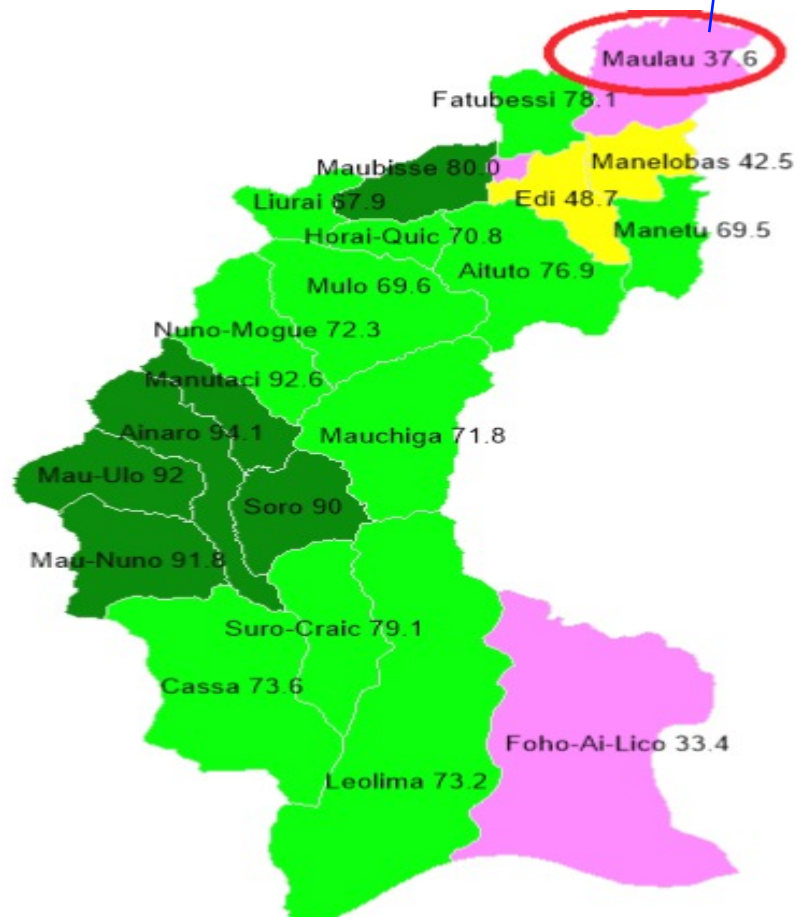 Maulau 37.6
Fatubessi 78.1
Manelobas 42.5
Maubisse 80.0
Edi 48.7
Liurai 67.9
Manetu 69.5
Horai-Quic 70.8
Aituto 76.9
Mulo 69.6
Nuno-Mogue 72.3
Manutaci 92.6
Ainaro 94.1
Mauchiga 71.8
Mau-Ulo 92
Soro 90
Mau-Nuno 91.8
Suro-Craic 79.1
Cassa 73.6
Foho-Ai-Lico 33.4
Leolima 73.2